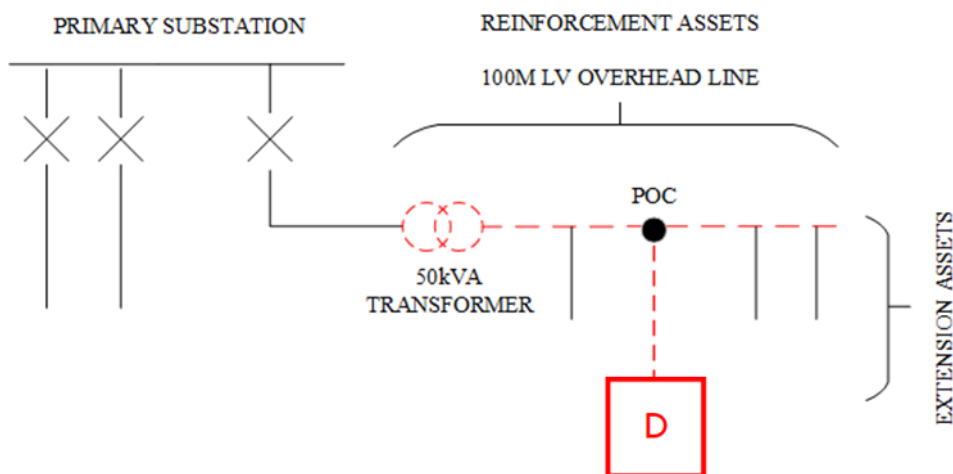 PRIMARY SUBSTATION
REINFORCEMENT ASSETS
100M LV OVERHEAD LINE
POC
50kVA
TRANSFORMER
EXTENSION ASSETS
D